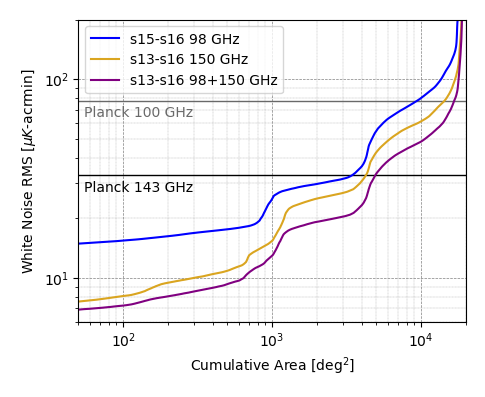 s15-s16 98 GHz
s13-s16 150 GHz
s13-s16 98+150 GHz
Planck 100 GHz
Planck 143 GHz
10²
10¹
White Noise RMS [μK-acrmin]
10² 10³ 10⁴
Cumulative Area [deg²]